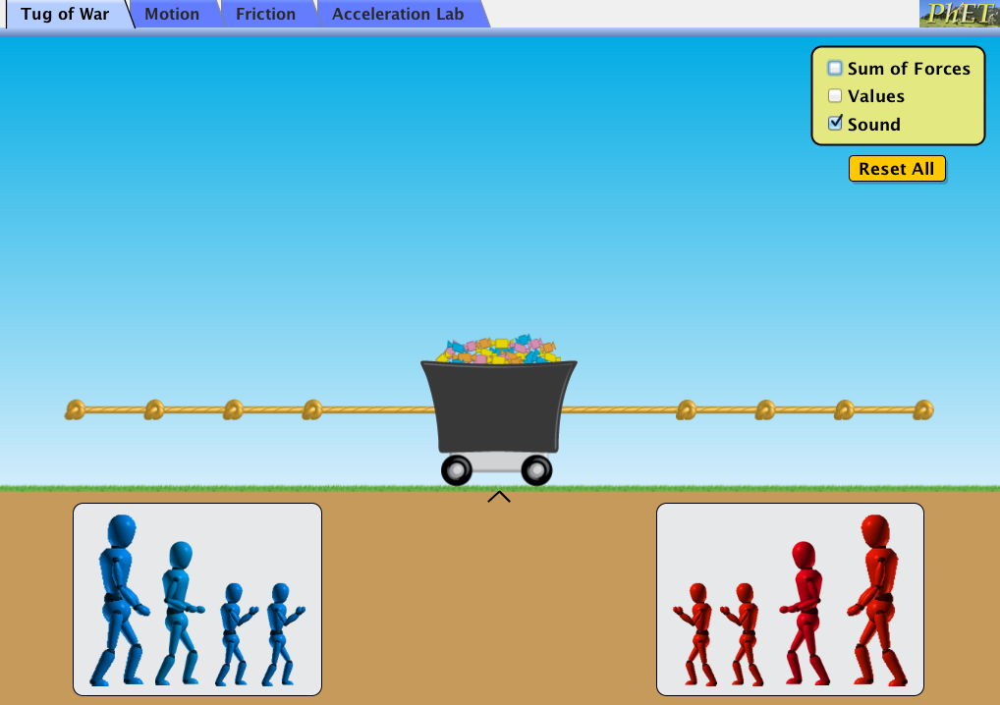 Tug of War
Motion
Friction
Acceleration Lab
PhET
Sum of Forces
Values
Sound
Reset All